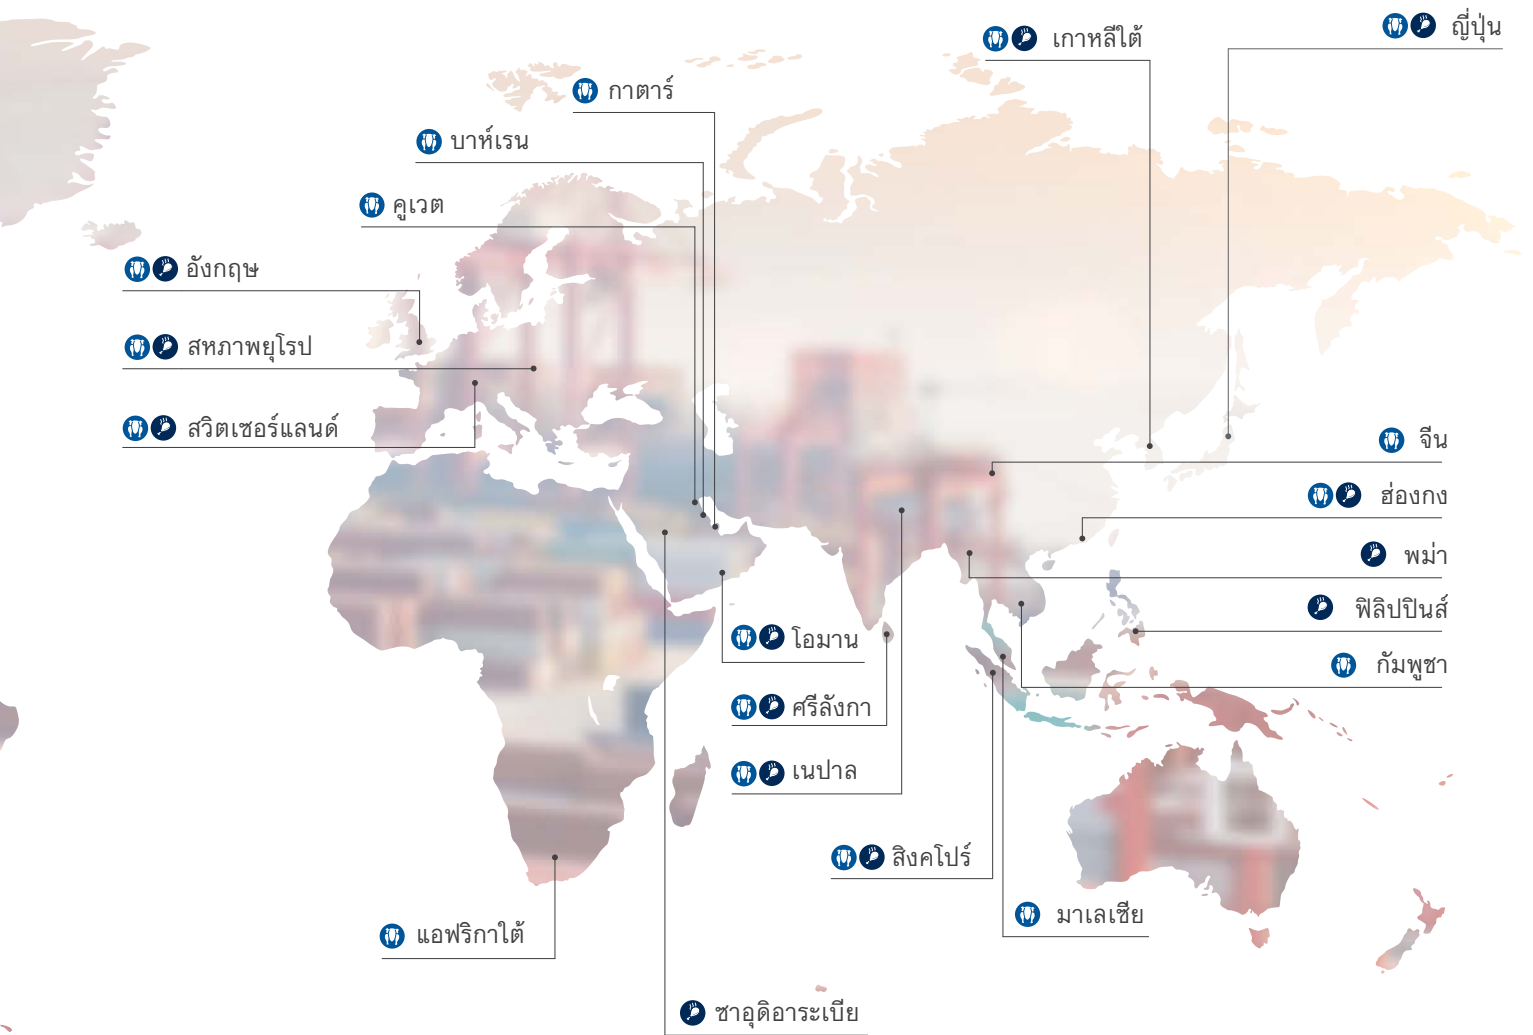 ญี่ปุ่น
เกาหลีใต้
กาตาร์
บาห์เรน
คูเวต
อังกฤษ
สหภาพยุโรป
สวิตเซอร์แลนด์
จีน
ฮ่องกง
พม่า
ฟิลิปปินส์
กัมพูชา
โอมาน
ศรีลังกา
เนปาล
สิงคโปร์
มาเลเซีย
แอฟริกาใต้
ซาอุดิอาระเบีย